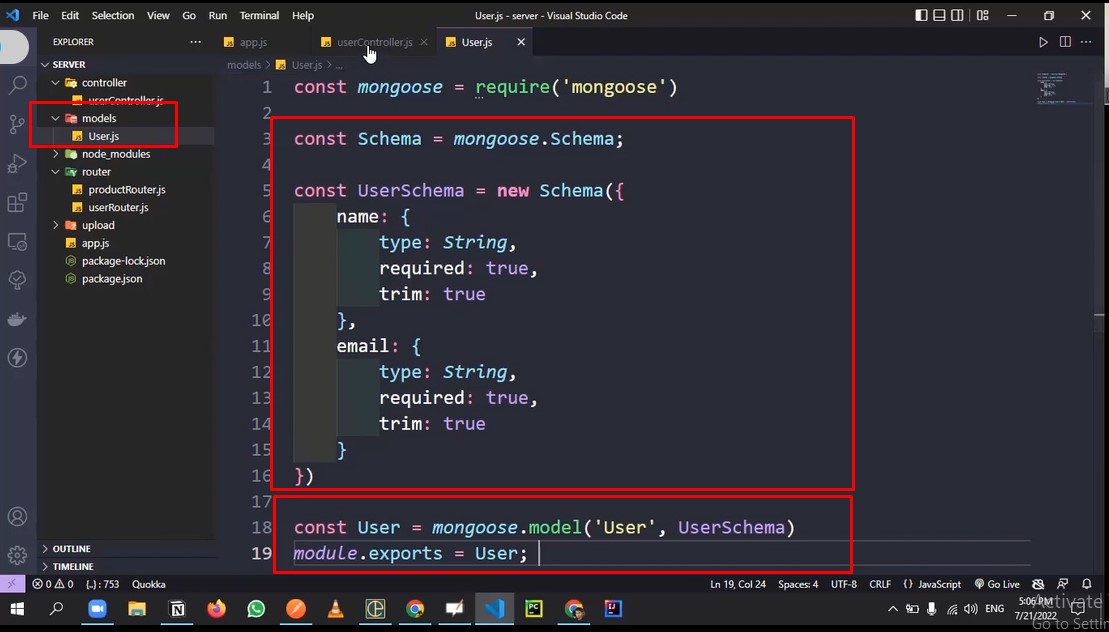 File Edit Selection View Go Run Terminal Help
User.js - server - Visual Studio Code
EXPLORER
SERVER
controller
userController.js
models
User.js
node_modules
router
productRouter.js
userRouter.js
upload
app.js
package-lock.json
package.json
OUTLINE
TIMELINE
app.js userController.js User.js
models > User.js > ...
1 const mongoose = require('mongoose')
2
3 const Schema = mongoose.Schema;
4
5 const UserSchema = new Schema({
6 name: {
7 type: String,
8 required: true,
9 trim: true
10 },
11 email: {
12 type: String,
13 required: true,
14 trim: true
15 }
16 })
17
18 const User = mongoose.model('User', UserSchema)
19 module.exports = User;
0 0 {..} : 753 Quokka
Ln 19, Col 24 Spaces: 4 UTF-8 CRLF {} JavaScript Go Live
ENG
5:06 PM
7/21/2022
Activate
Go to Settin